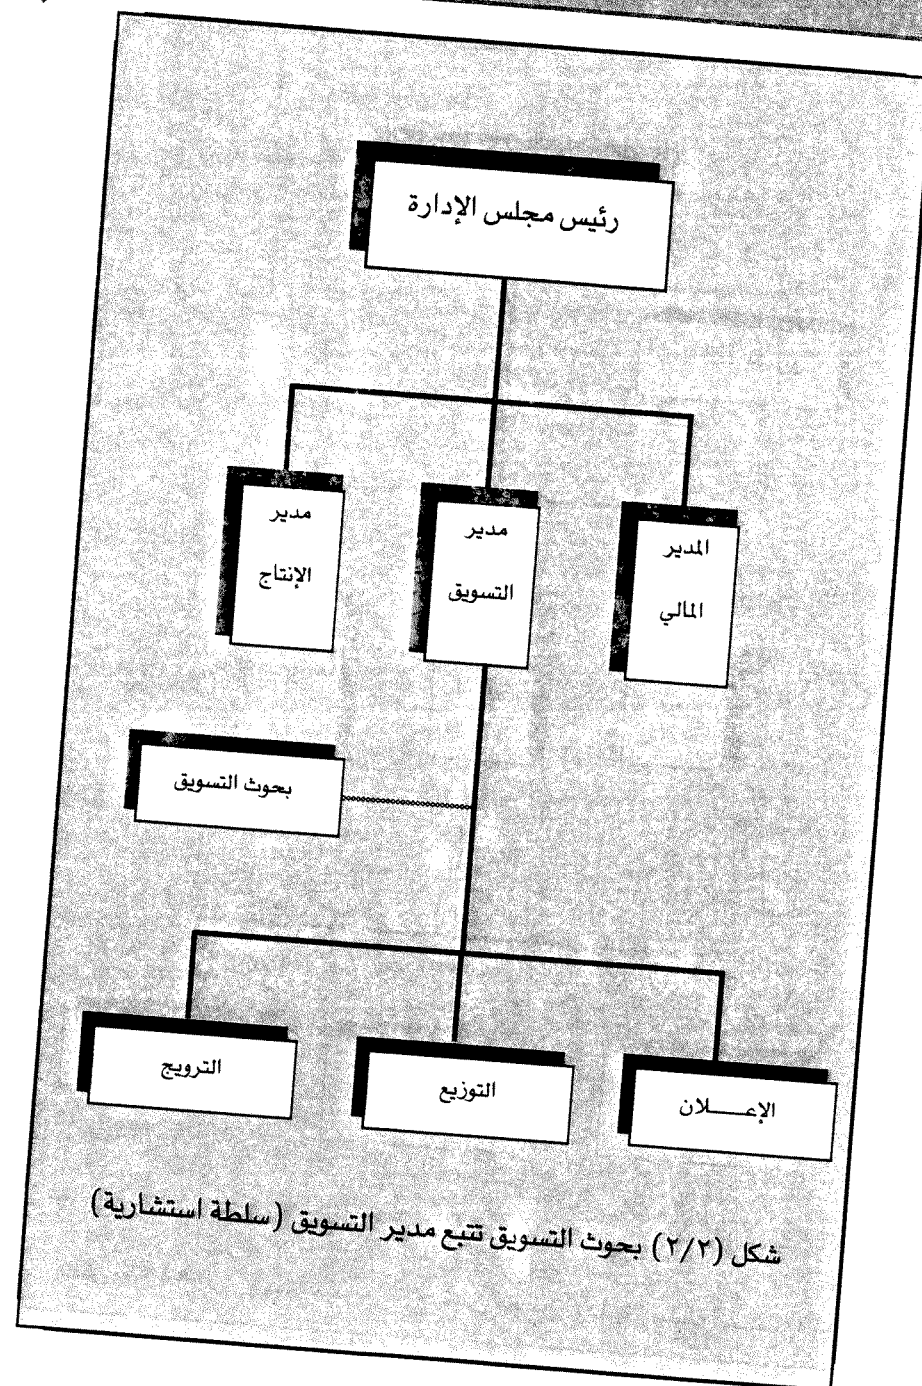 رئيس مجلس الإدارة
المدير
المالي
مدير
التسويق
مدير
الإنتاج
بحوث التسويق
الإعـــــلان
التوزيع
الترويج
شكل (٢/٢) بحوث التسويق تتبع مدير التسويق (سلطة استشارية)